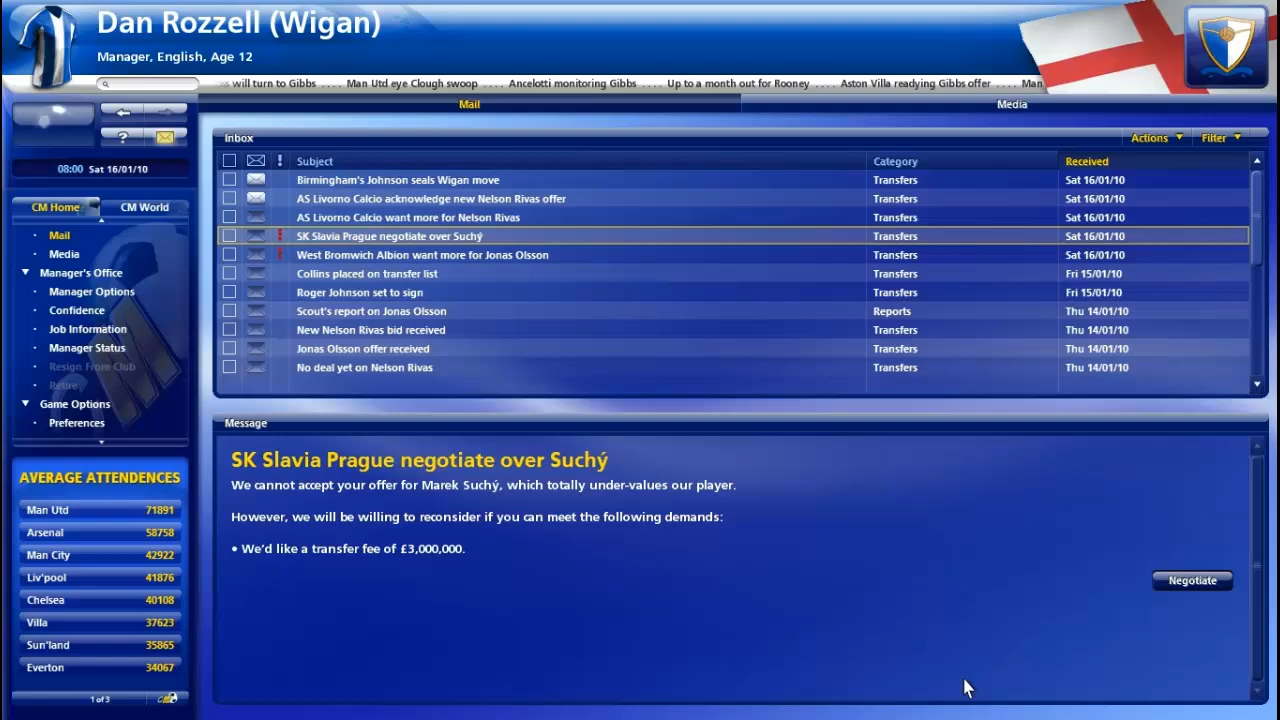 Dan Rozzell (Wigan)
Manager, English, Age 12
will turn to Gibbs .... Man Utd eye Clough swoop .... Ancelotti monitoring Gibbs .... Up to a month out for Rooney .... Aston Villa readying Gibbs offer .... Man
Mail Media
?
08:00 Sat 16/01/10
CM Home CM World
Mail
Media
Manager's Office
Manager Options
Confidence
Job Information
Manager Status
Resign From Club
Retire
Game Options
Preferences
AVERAGE ATTENDENCES
Man Utd 71891
Arsenal 58758
Man City 42922
Liv'pool 41876
Chelsea 40108
Villa 37623
Sun'land 35865
Everton 34067
1 of 3
Inbox Actions Filter
! Subject Category Received
Birmingham's Johnson seals Wigan move Transfers Sat 16/01/10
AS Livorno Calcio acknowledge new Nelson Rivas offer Transfers Sat 16/01/10
AS Livorno Calcio want more for Nelson Rivas Transfers Sat 16/01/10
! SK Slavia Prague negotiate over Suchý Transfers Sat 16/01/10
! West Bromwich Albion want more for Jonas Olsson Transfers Sat 16/01/10
Collins placed on transfer list Transfers Fri 15/01/10
Roger Johnson set to sign Transfers Fri 15/01/10
Scout's report on Jonas Olsson Reports Thu 14/01/10
New Nelson Rivas bid received Transfers Thu 14/01/10
Jonas Olsson offer received Transfers Thu 14/01/10
No deal yet on Nelson Rivas Transfers Thu 14/01/10
Message
SK Slavia Prague negotiate over Suchý
We cannot accept your offer for Marek Suchý, which totally under-values our player.
However, we will be willing to reconsider if you can meet the following demands:
• We'd like a transfer fee of £3,000,000.
Negotiate